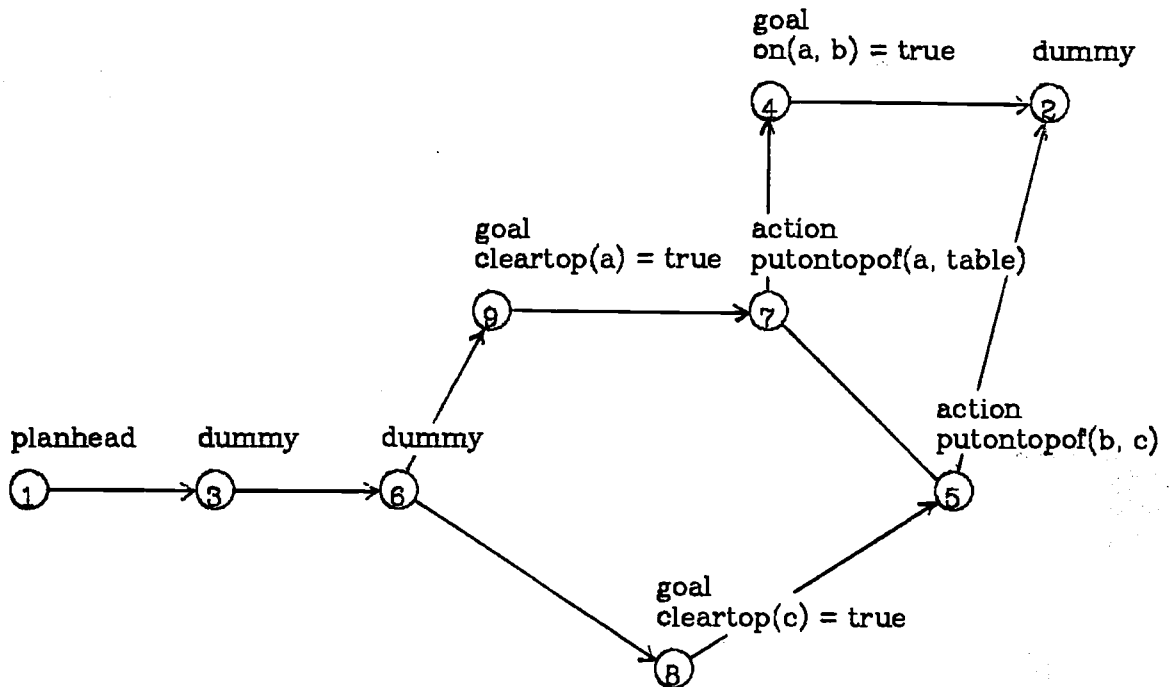 goal
on(a, b) = true
dummy
4
2
goal
cleartop(a) = true
action
putontopof(a, table)
9
7
planhead
dummy
dummy
action
putontopof(b, c)
1
3
6
5
goal
cleartop(c) = true
8